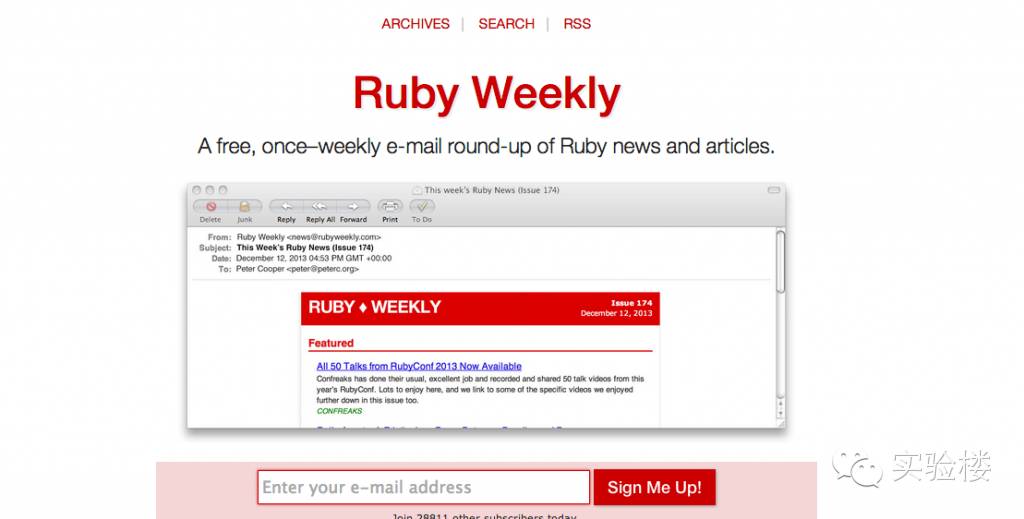 ARCHIVES | SEARCH | RSS
Ruby Weekly
A free, once–weekly e-mail round-up of Ruby news and articles.
This week's Ruby News (Issue 174)
Delete Junk Reply Reply All Forward Print To Do
From: Ruby Weekly <news@rubyweekly.com>
Subject: This Week's Ruby News (Issue 174)
Date: December 12, 2013 04:53 PM GMT +00:00
To: Peter Cooper <peter@peterc.org>
RUBY ♦ WEEKLY
Issue 174
December 12, 2013
Featured
All 50 Talks from RubyConf 2013 Now Available
Confreaks has done their usual, excellent job and recorded and shared 50 talk videos from this
year's RubyConf. Lots to enjoy here, and we link to some of the specific videos we enjoyed
further down in this issue too.
CONFREAKS
Enter your e-mail address
Sign Me Up!
Join 28811 other subscribers today
实验楼